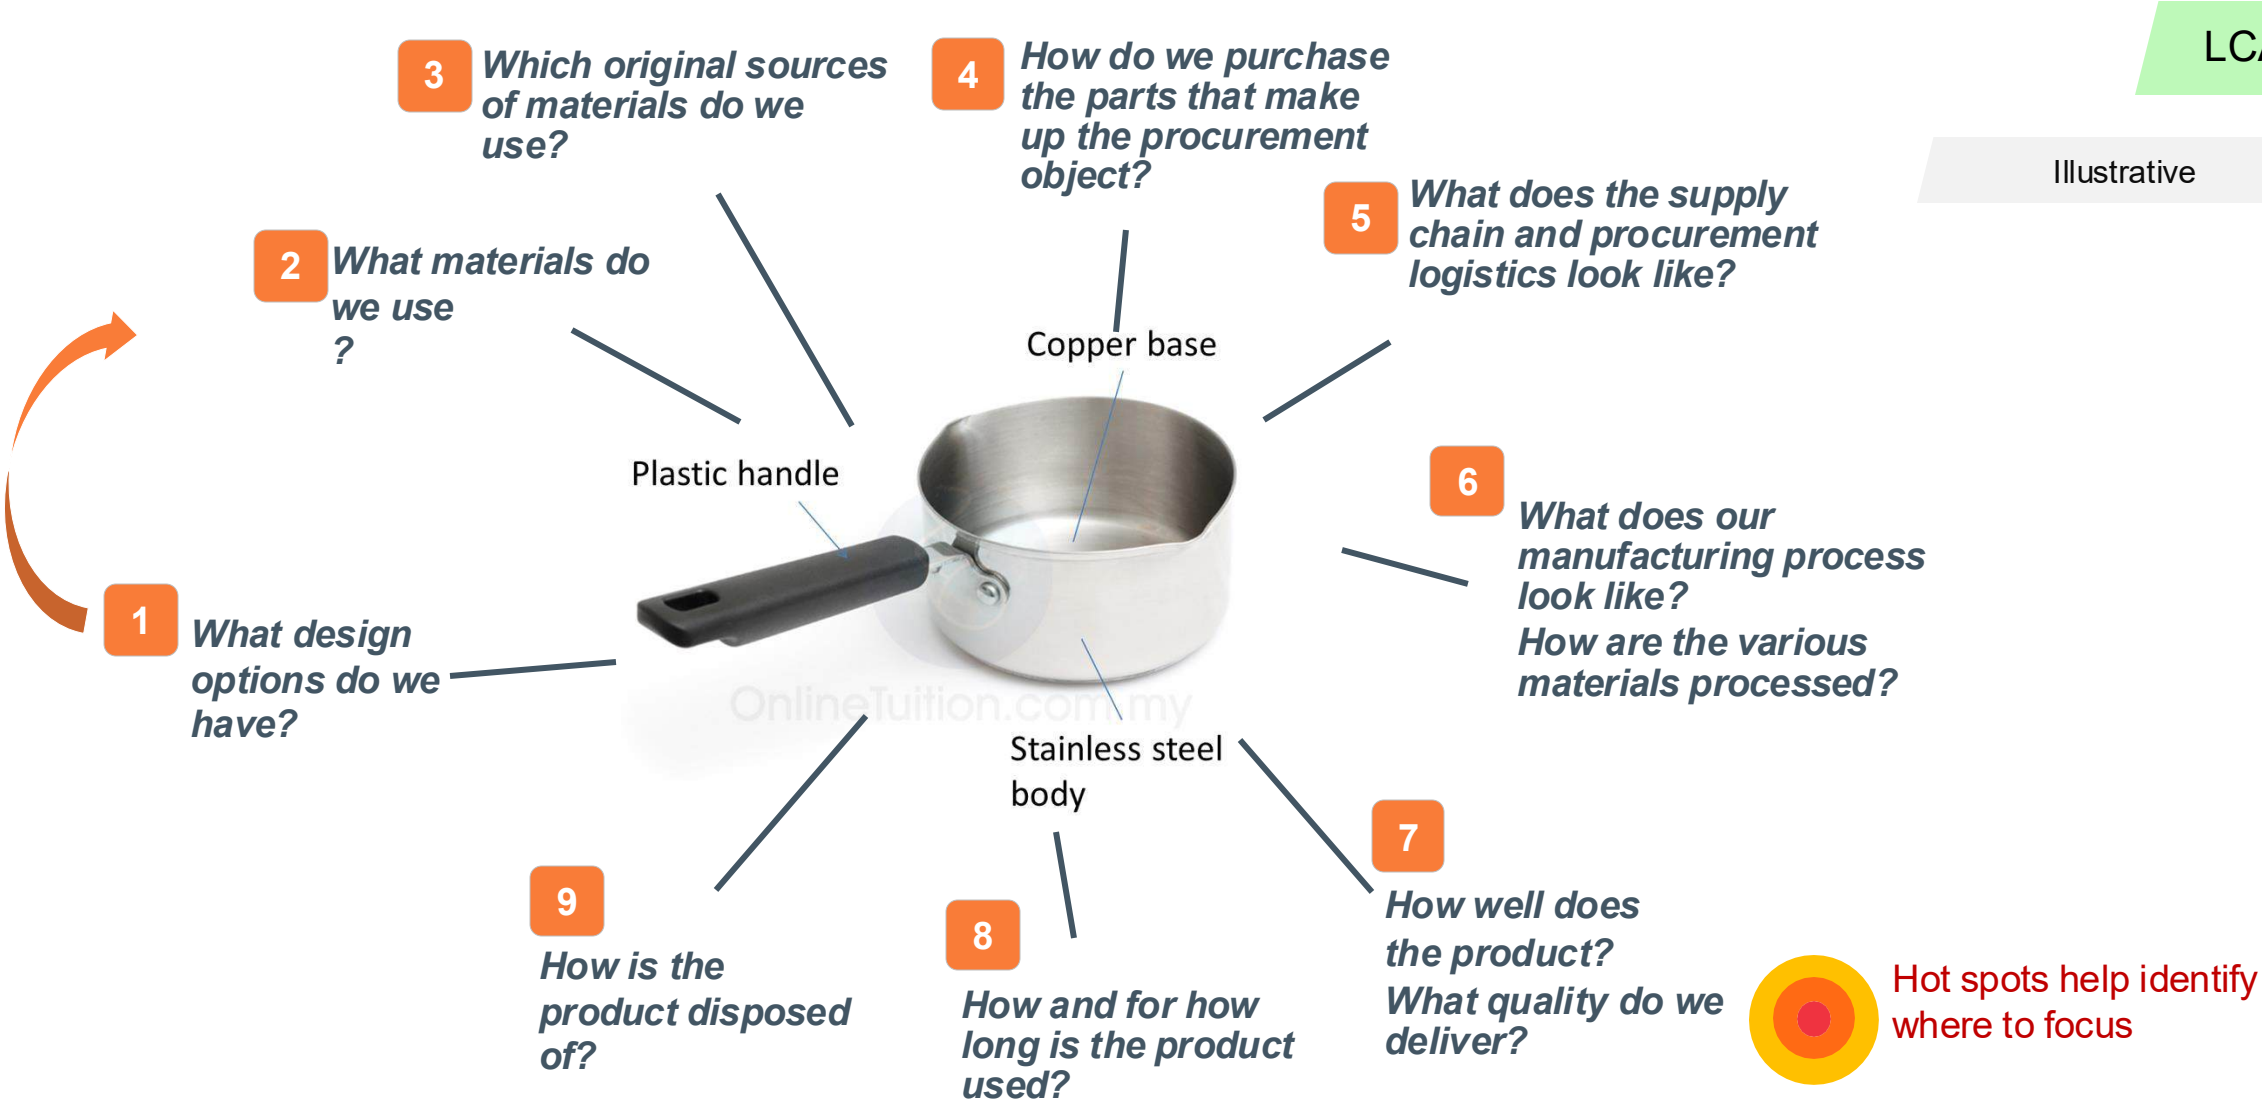 LCA
Illustrative
3
Which original sources
of materials do we
use?
4
How do we purchase
the parts that make
up the procurement
object?
5
What does the supply
chain and procurement
logistics look like?
2
What materials do
we use
?
Copper base
Plastic handle
6
What does our
manufacturing process
look like?
How are the various
materials processed?
1
What design
options do we
have?
OnlineTuition.com.my
Stainless steel
body
7
How well does
the product?
What quality do we
deliver?
8
How and for how
long is the product
used?
9
How is the
product disposed
of?
Hot spots help identify
where to focus